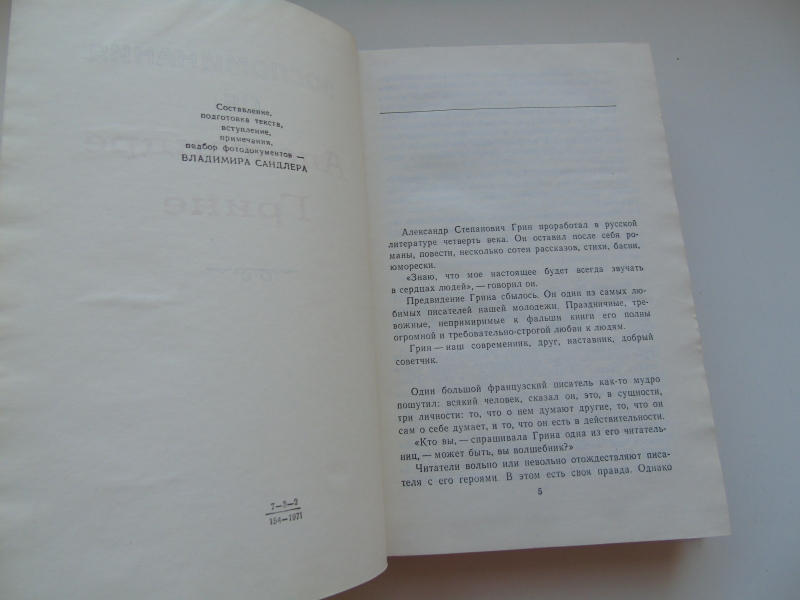 Составление,
подготовка текста,
вступление,
примечания,
подбор фотодокументов —
ВЛАДИМИРА САНДЛЕРА
7—2—2
154—1971
Александр Степанович Грин проработал в русской
литературе четверть века. Он оставил после себя ро-
маны, повести, несколько сотен рассказов, стихи, басни,
юморески.
«Знаю, что мое настоящее будет всегда звучать
в сердцах людей», — говорил он.
Предвидение Грина сбылось. Он один из самых лю-
бимых писателей нашей молодежи. Праздничные, тре-
вожные, непримиримые к фальши книги его полны
огромной и требовательно-строгой любви к людям.
Грин — наш современник, друг, наставник, добрый
советчик.
Один большой французский писатель как-то мудро
пошутил: всякий человек, сказал он, это, в сущности,
три личности: то, что о нем думают другие, то, что он
сам о себе думает, и то, что он есть в действительности.
«Кто вы, — спрашивала Грина одна из его читатель-
ниц, — может быть, вы волшебник?»
Читатели вольно или невольно отождествляют писа-
теля с его героями. В этом есть своя правда. Однако
5